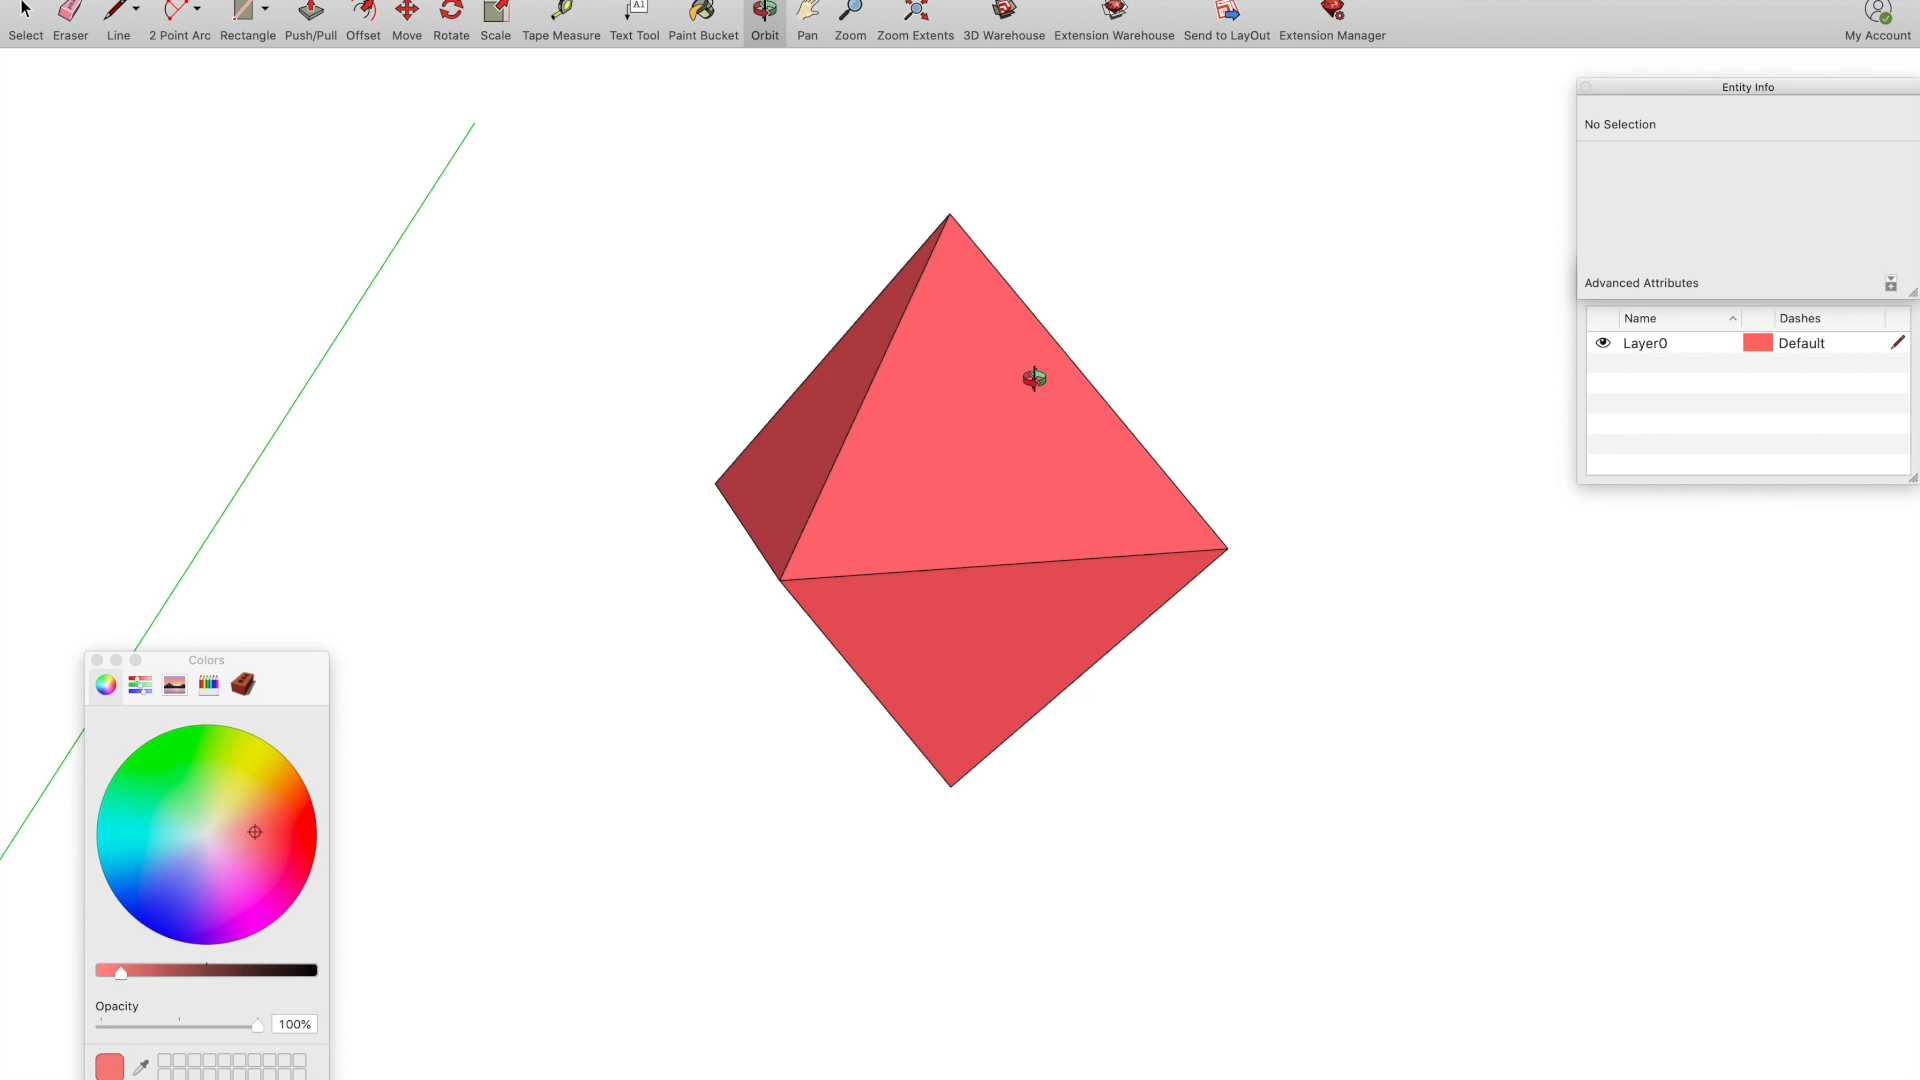 Select Eraser Line 2 Point Arc Rectangle Push/Pull Offset Move Rotate Scale Tape Measure Text Tool Paint Bucket Orbit Pan Zoom Zoom Extents 3D Warehouse Extension Warehouse Send to LayOut Extension Manager My Account
A1
Entity Info
No Selection
Advanced Attributes
Name Dashes
Layer0 Default
Colors
Opacity
100%